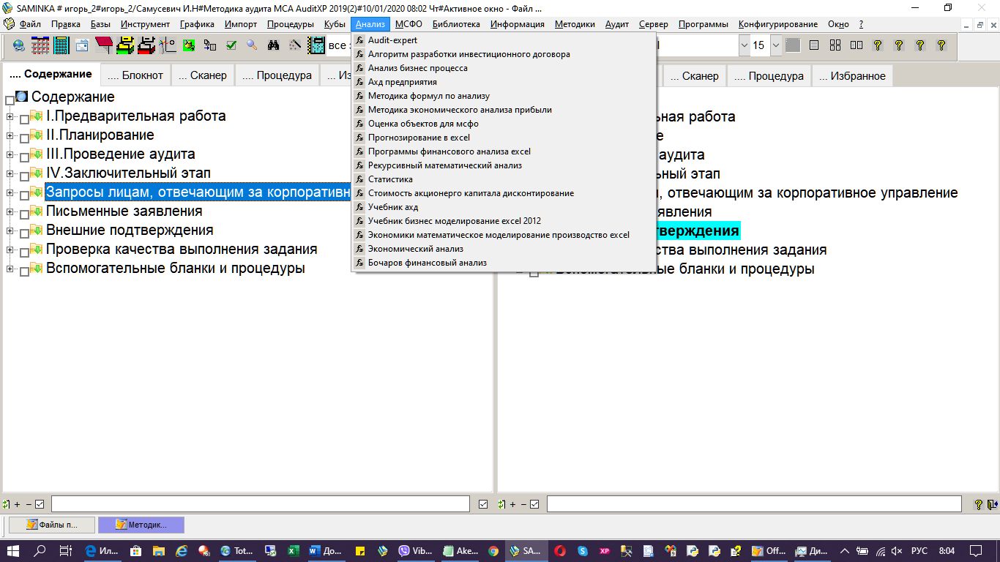 SAMINKA # игорь_2#игорь_2/Самусевич И.Н#Методика аудита MCA AuditXP 2019(2)#10/01/2020 08:02 Чт#Активное окно - Файл ...
Файл Правка Базы Инструмент Графика Импорт Процедуры Кубы Анализ МСФО Библиотека Информация Методики Аудит Сервер Программы Конфигурирование Окно ?
все 15
.... Содержание .... Блокнот ... Сканер .... Процедура ... Из ... Сканер .... Процедура ... Избранное
Audit-expert
Алгоритм разработки инвестиционного договора
Анализ бизнес процесса
Ахд предприятия
Методика формул по анализу
Методика экономического анализа прибыли
Оценка объектов для мсфо
Прогнозирование в excel
Программы финансового анализа excel
Рекурсивный математический анализ
Статистика
Стоимость акционерго капитала дисконтирование
Учебник ахд
Учебник бизнес моделирование excel 2012
Экономики математическое моделирование производство excel
Экономический анализ
Бочаров финансовый анализ
Содержание
I.Предварительная работа
II.Планирование
III.Проведение аудита
IV.Заключительный этап
Запросы лицам, отвечающим за корпоративн
Письменные заявления
Внешние подтверждения
Проверка качества выполнения задания
Вспомогательные бланки и процедуры
ьная работа
е
аудита
ьный этап
, отвечающим за корпоративное управление
явления
тверждения
ства выполнения задания
Вспомогательные бланки и процедуры
Файлы п... Методик...
Ил... Tot... До... Vib... Ake... SA... XP Off... Ди... РУС 8:04